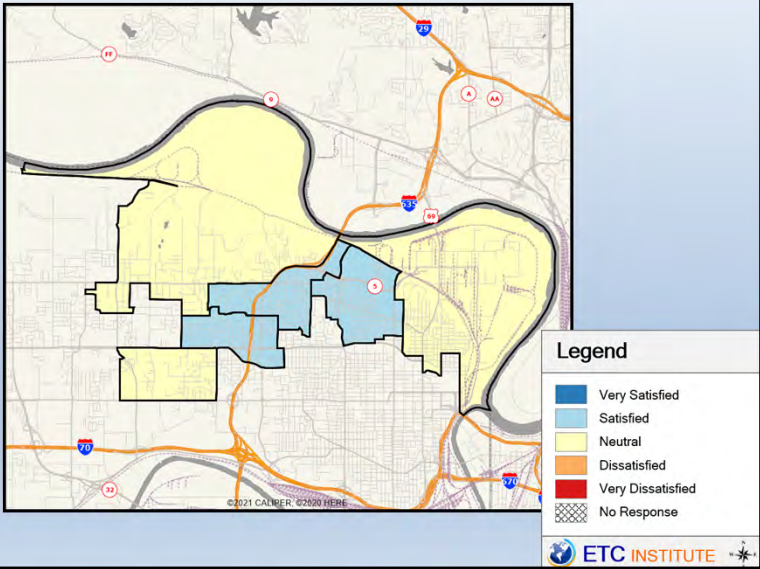 29
FF
A
AA
9
635
69
5
70
32
670
©2021 CALIPER; ©2020 HERE
Legend
Very Satisfied
Satisfied
Neutral
Dissatisfied
Very Dissatisfied
No Response
N
W
E
S
ETC INSTITUTE